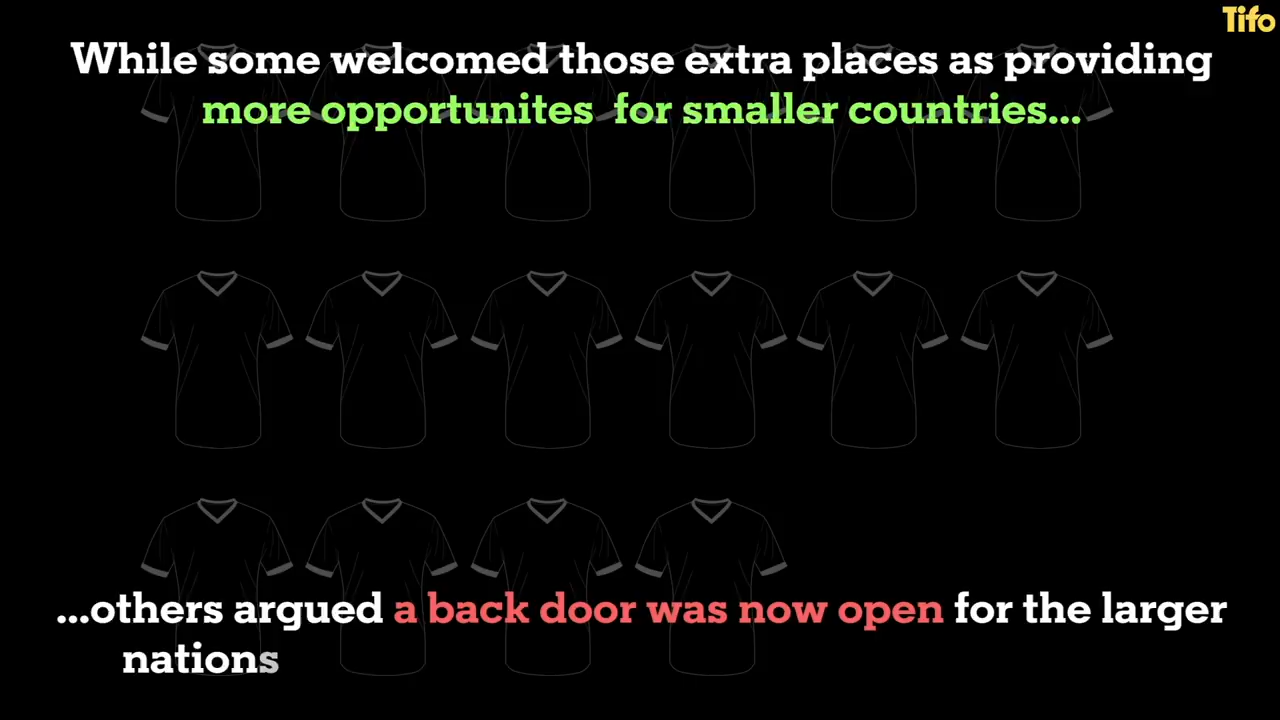 Tifo
While some welcomed those extra places as providing
more opportunites for smaller countries...
...others argued a back door was now open for the larger
nations